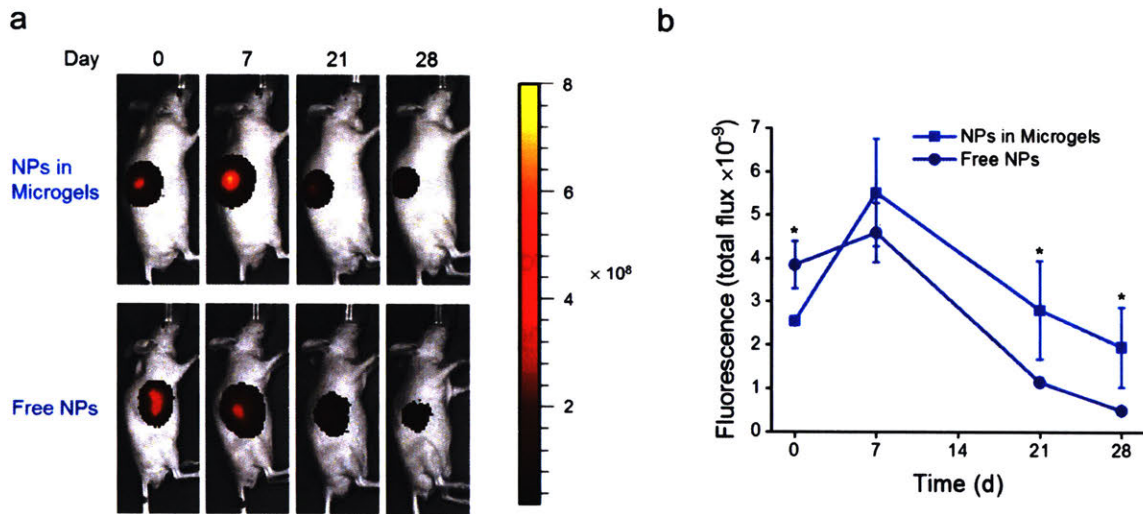 a
Day 0 7 21 28
NPs in
Microgels
Free NPs
8
6
× 10⁸
4
2
b
Fluorescence (total flux ×10⁻⁹)
7
6
5
4
3
2
1
0
NPs in Microgels
Free NPs
*
*
*
0 7 14 21 28
Time (d)